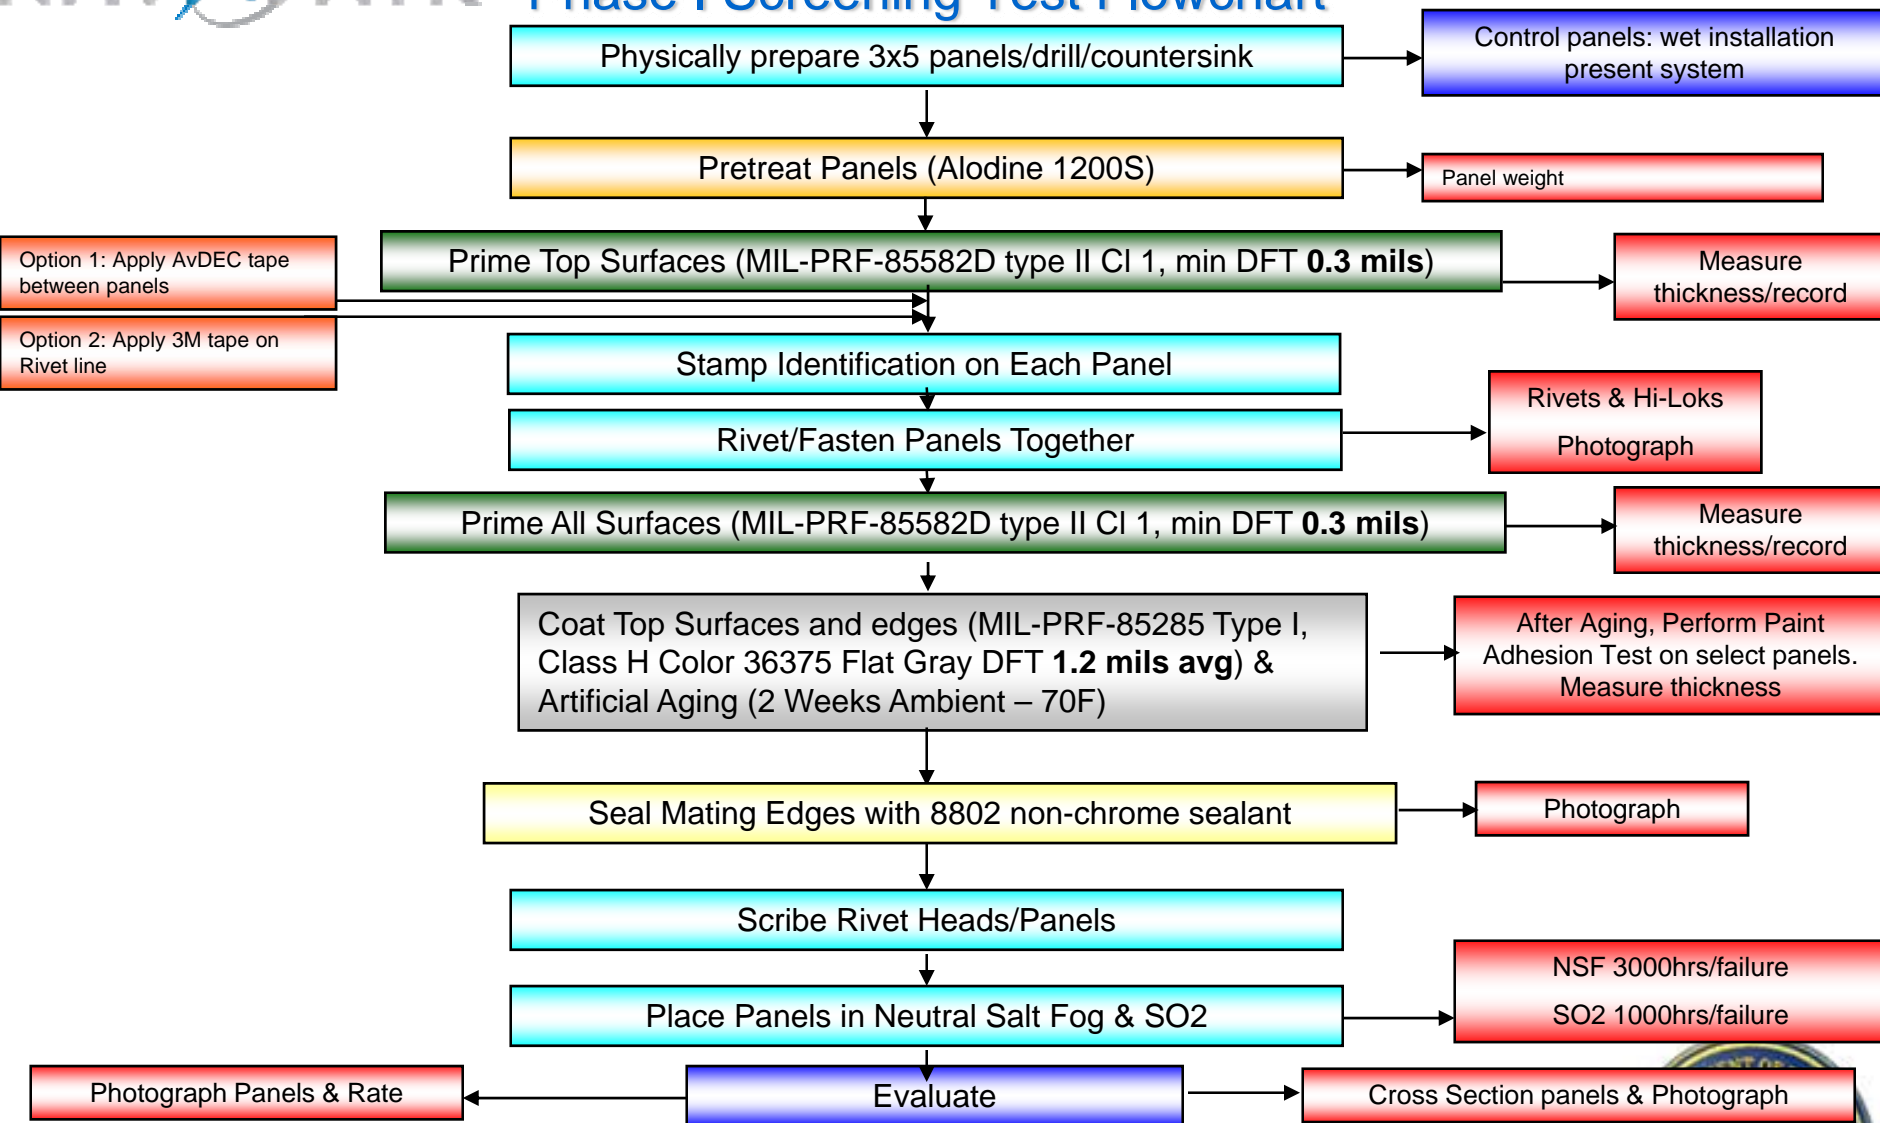 Phase I Screening Test Flowchart
Physically prepare 3x5 panels/drill/countersink
Control panels: wet installation
present system
Pretreat Panels (Alodine 1200S)
Panel weight
Option 1: Apply AvDEC tape
between panels
Prime Top Surfaces (MIL-PRF-85582D type II Cl 1, min DFT 0.3 mils)
Measure
thickness/record
Option 2: Apply 3M tape on
Rivet line
Stamp Identification on Each Panel
Rivet/Fasten Panels Together
Rivets & Hi-Loks
Photograph
Prime All Surfaces (MIL-PRF-85582D type II Cl 1, min DFT 0.3 mils)
Measure
thickness/record
Coat Top Surfaces and edges (MIL-PRF-85285 Type I,
Class H Color 36375 Flat Gray DFT 1.2 mils avg) &
Artificial Aging (2 Weeks Ambient – 70F)
After Aging, Perform Paint
Adhesion Test on select panels.
Measure thickness
Seal Mating Edges with 8802 non-chrome sealant
Photograph
Scribe Rivet Heads/Panels
Place Panels in Neutral Salt Fog & SO2
NSF 3000hrs/failure
SO2 1000hrs/failure
Photograph Panels & Rate
Evaluate
Cross Section panels & Photograph